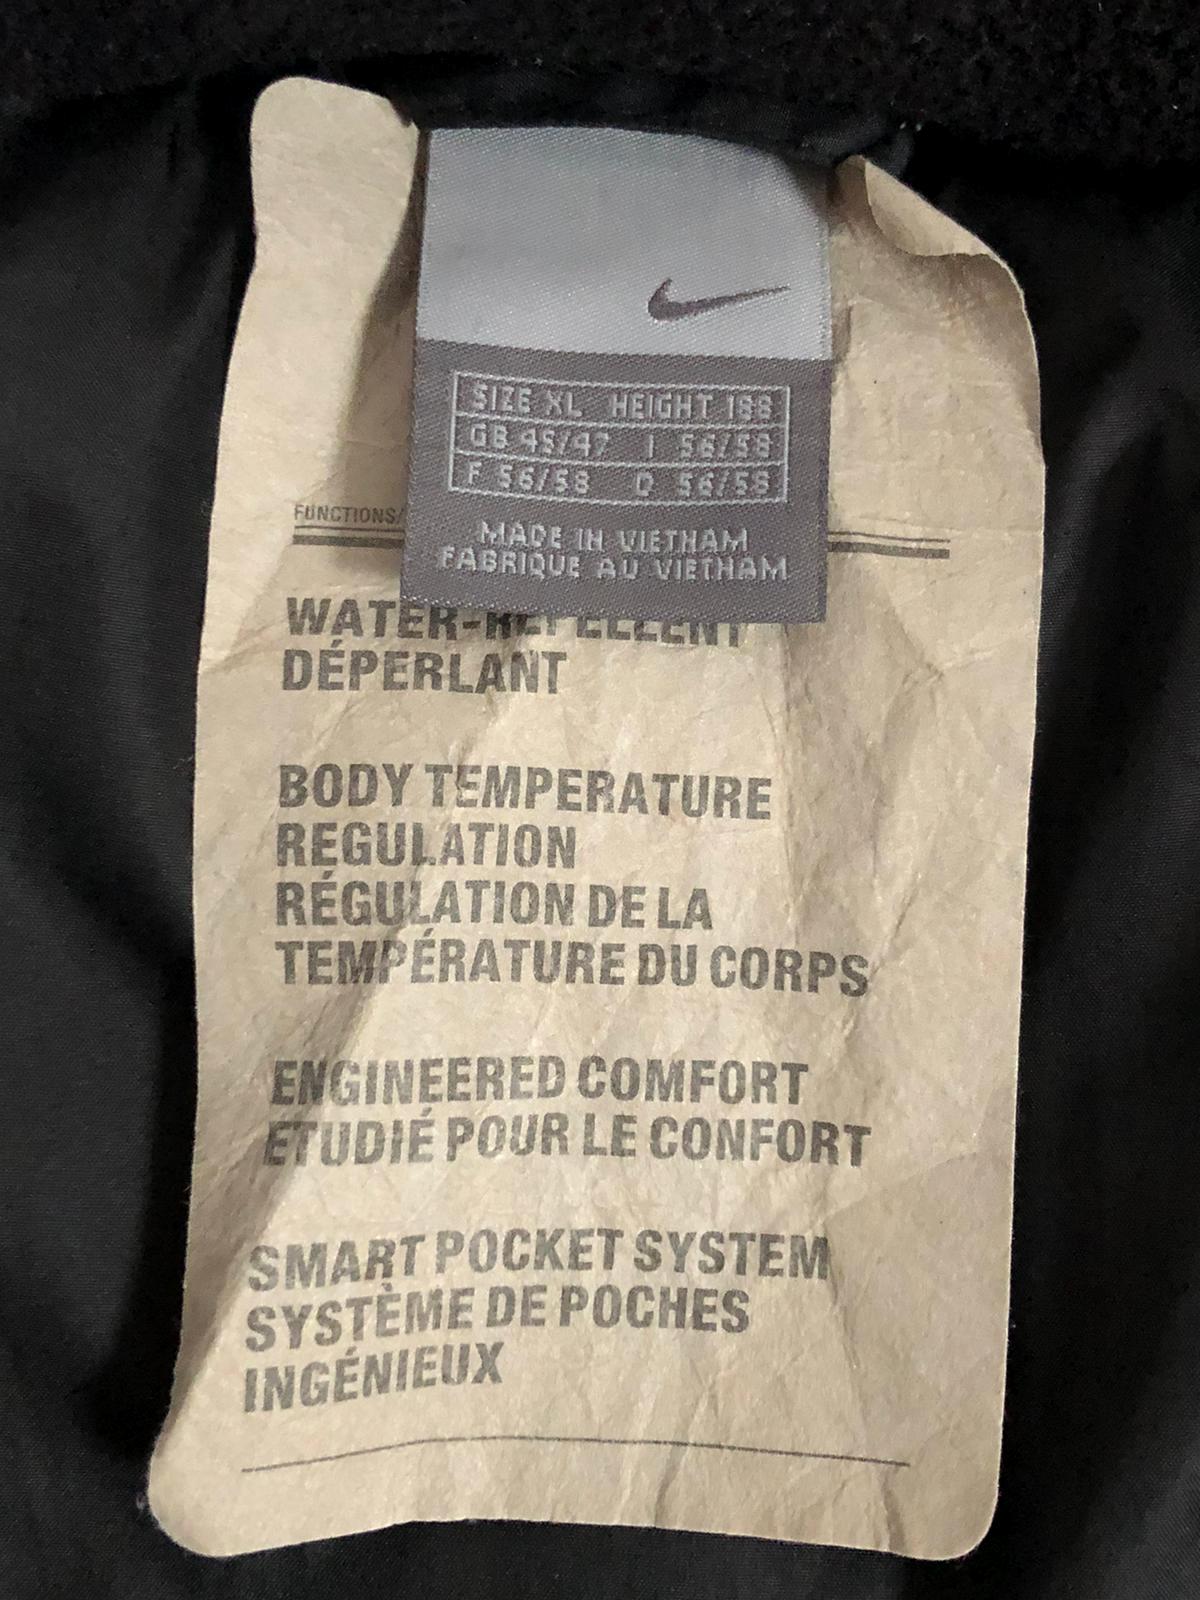 SIZE XL HEIGHT 188
GB 45/47 I 56/58
F 56/58 D 56/58
MADE IN VIETNAM
FABRIQUE AU VIETNAM
FUNCTIONS/
WATER-REPELLENT
DÉPERLANT
BODY TEMPERATURE
REGULATION
RÉGULATION DE LA
TEMPÉRATURE DU CORPS
ENGINEERED COMFORT
ETUDIÉ POUR LE CONFORT
SMART POCKET SYSTEM
SYSTÈME DE POCHES
INGÉNIEUX